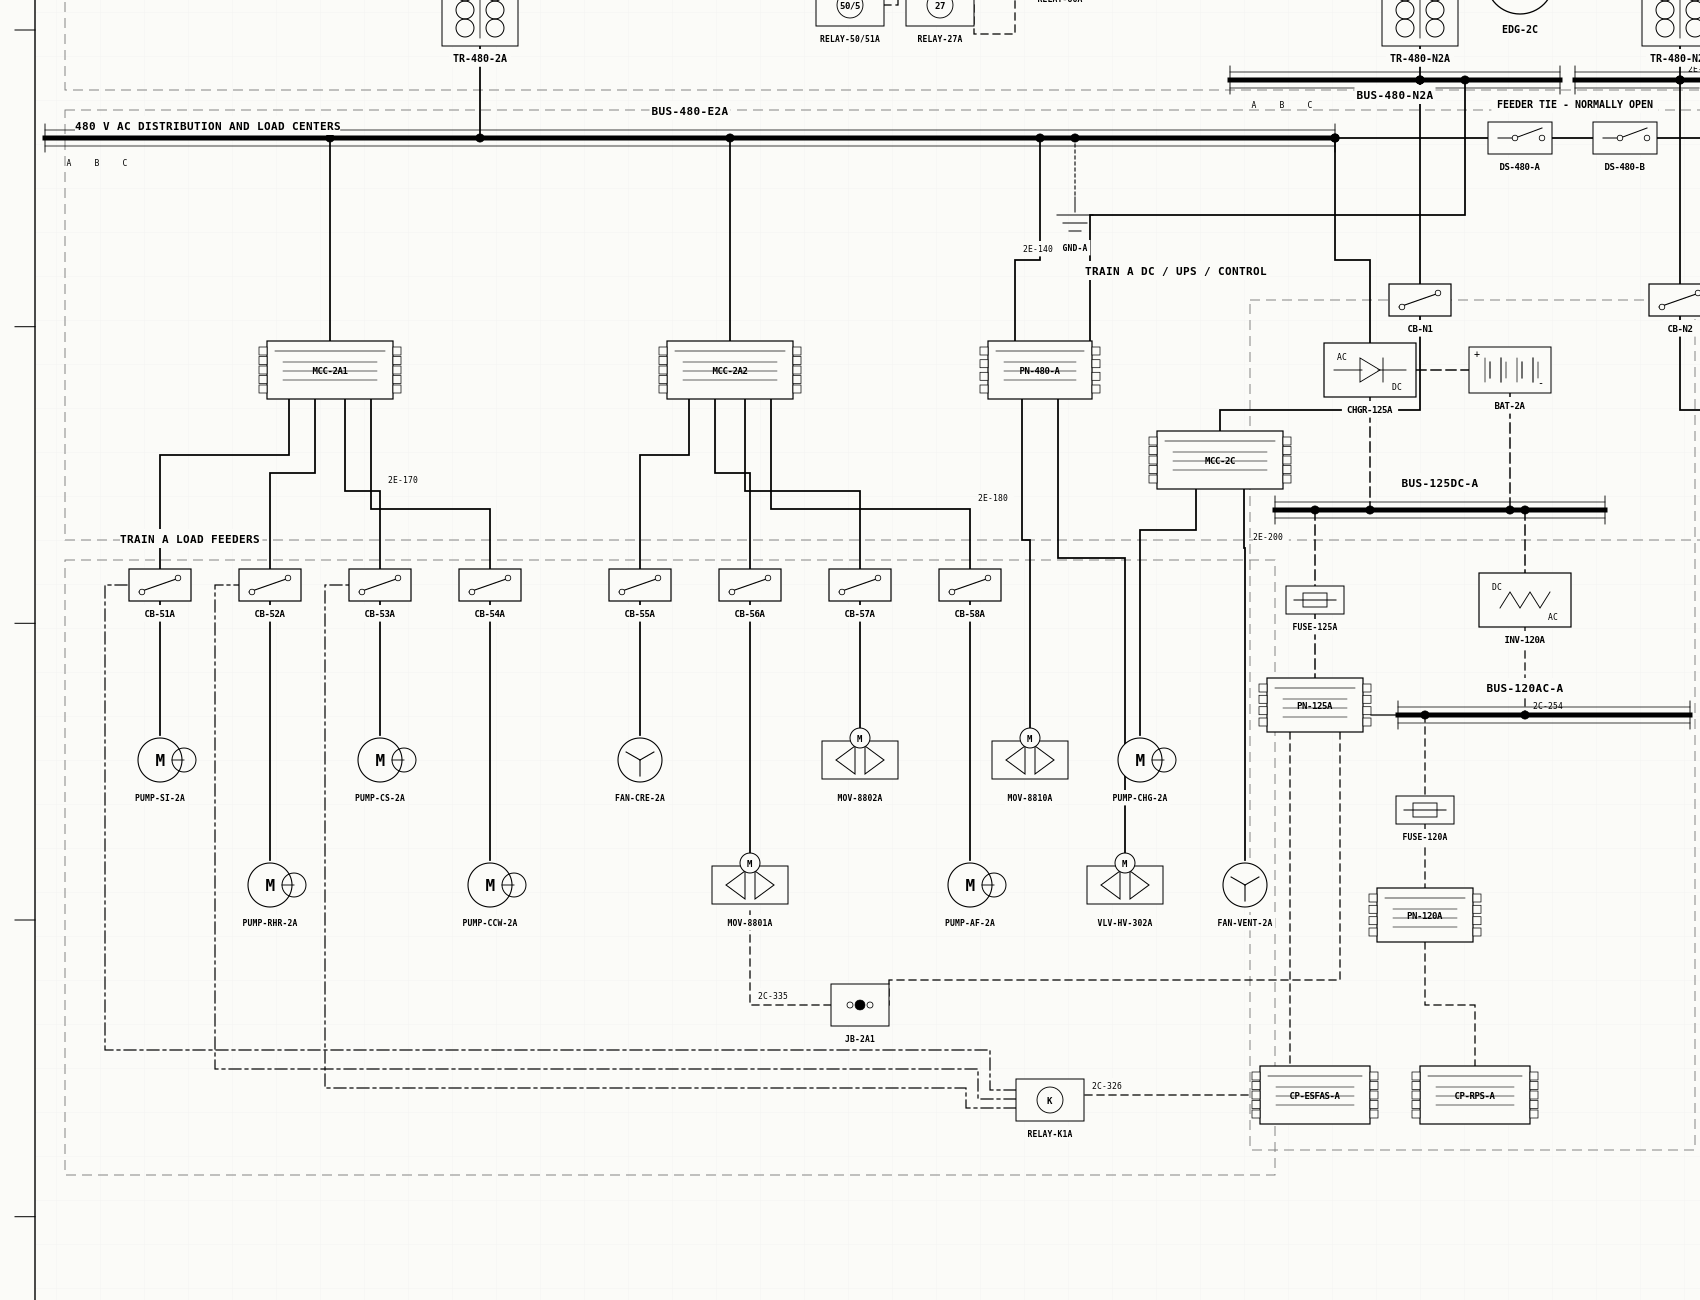 50/5
27
RELAY-50/51A
RELAY-27A
EDG-2C
TR-480-2A
TR-480-N2A
BUS-480-N2A
A B C
FEEDER TIE - NORMALLY OPEN
BUS-480-E2A
480 V AC DISTRIBUTION AND LOAD CENTERS
A B C
DS-480-A
DS-480-B
2E-140
GND-A
TRAIN A DC / UPS / CONTROL
CB-N1
CB-N2
MCC-2A1
MCC-2A2
PN-480-A
AC
DC
CHGR-125A
+
-
BAT-2A
MCC-2C
BUS-125DC-A
2E-170
2E-180
2E-200
TRAIN A LOAD FEEDERS
CB-51A
CB-52A
CB-53A
CB-54A
CB-55A
CB-56A
CB-57A
CB-58A
FUSE-125A
DC
AC
INV-120A
PN-125A
BUS-120AC-A
2C-254
M
PUMP-SI-2A
M
PUMP-CS-2A
FAN-CRE-2A
M
MOV-8802A
M
MOV-8810A
M
PUMP-CHG-2A
FUSE-120A
M
PUMP-RHR-2A
M
PUMP-CCW-2A
M
MOV-8801A
M
PUMP-AF-2A
M
VLV-HV-302A
FAN-VENT-2A
PN-120A
2C-335
JB-2A1
K
RELAY-K1A
2C-326
CP-ESFAS-A
CP-RPS-A